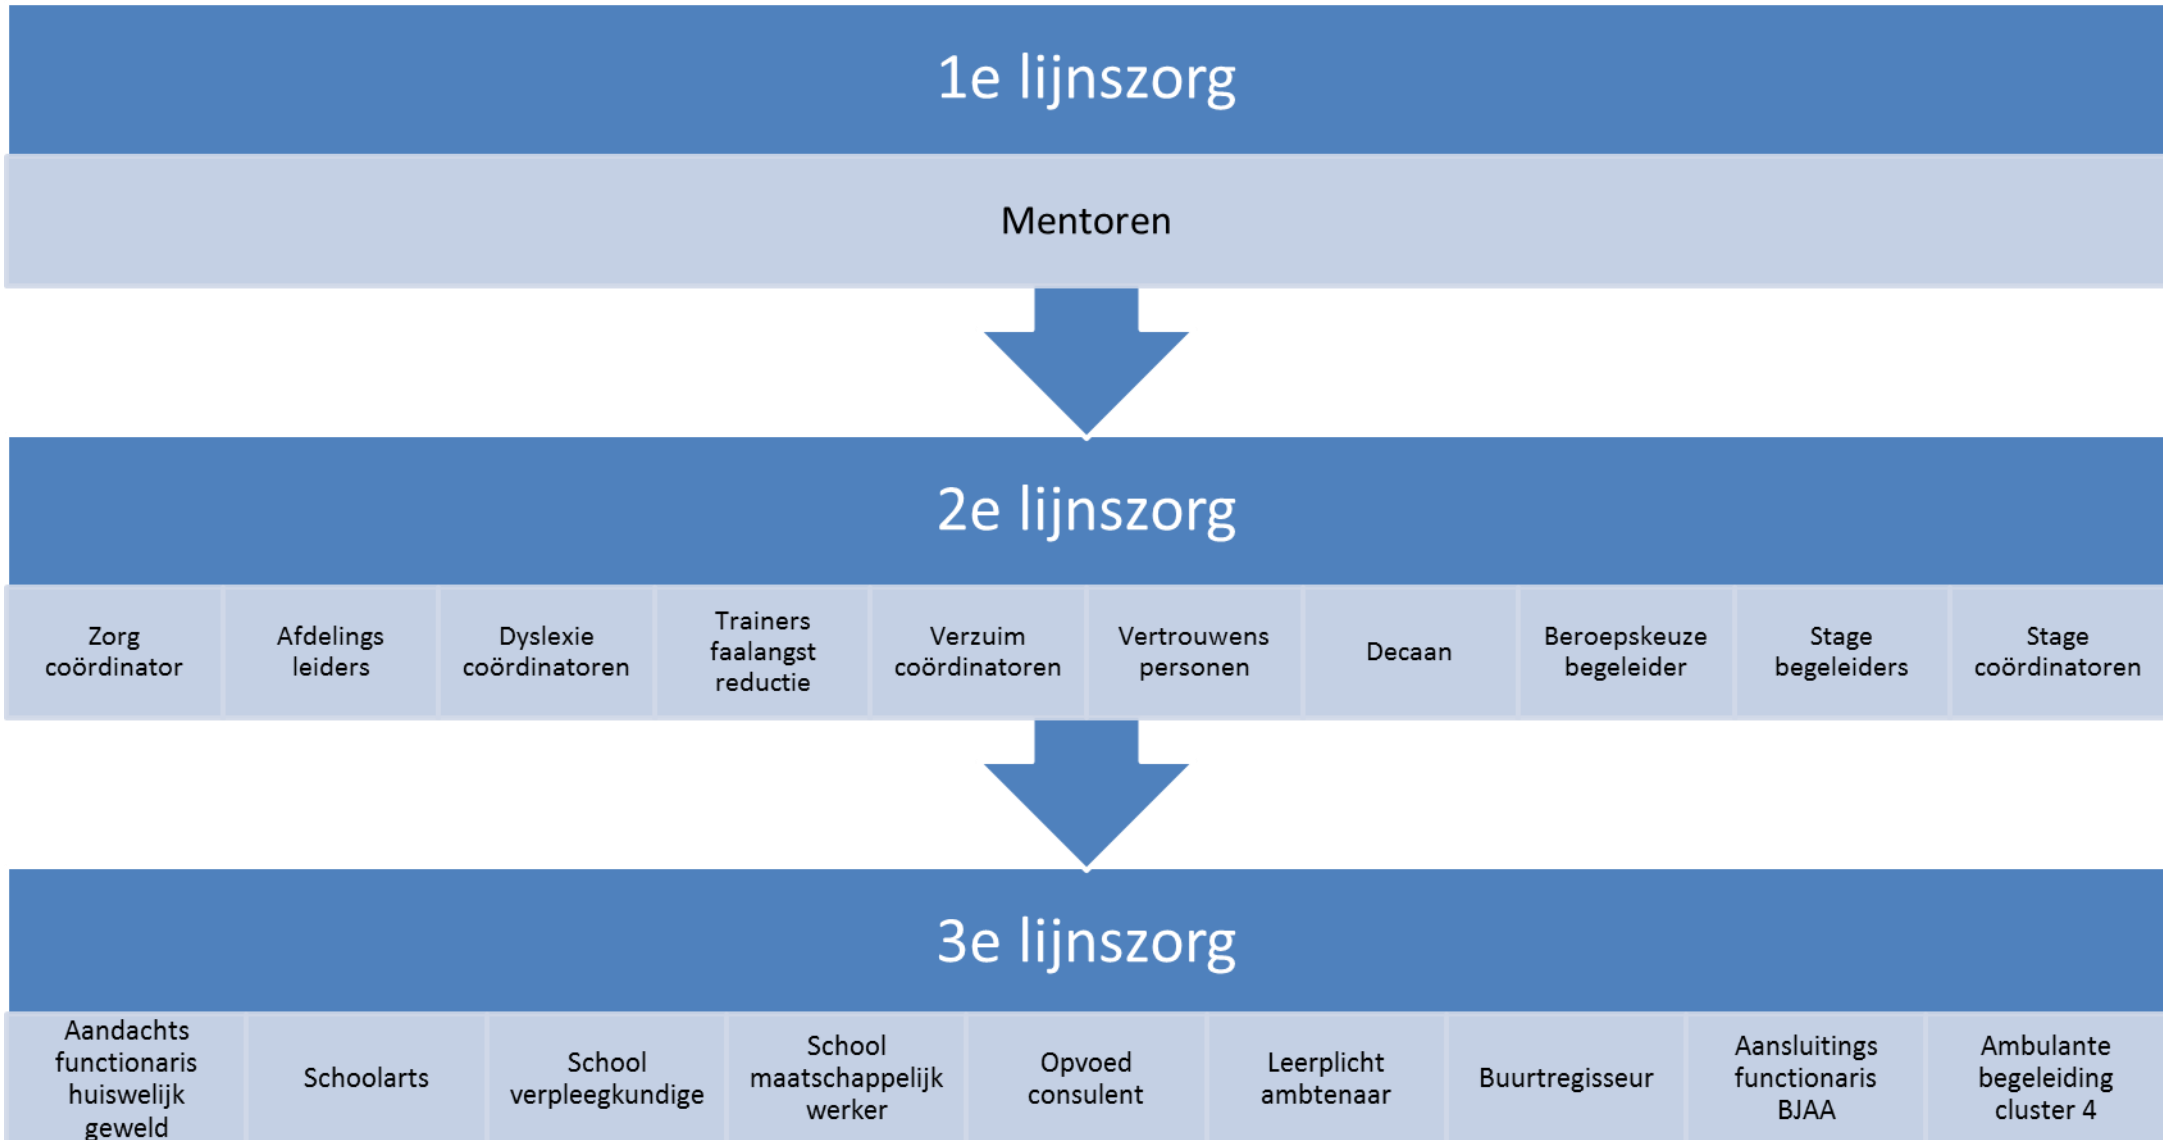 1e lijnszorg
Mentoren
2e lijnszorg
Zorg
coördinator
Afdelings
leiders
Dyslexie
coördinatoren
Trainers
faalangst
reductie
Verzuim
coördinatoren
Vertrouwens
personen
Decaan
Beroepskeuze
begeleider
Stage
begeleiders
Stage
coördinatoren
3e lijnszorg
Aandachts
functionaris
huiswelijk
geweld
Schoolarts
School
verpleegkundige
School
maatschappelijk
werker
Opvoed
consulent
Leerplicht
ambtenaar
Buurtregisseur
Aansluitings
functionaris
BJAA
Ambulante
begeleiding
cluster 4